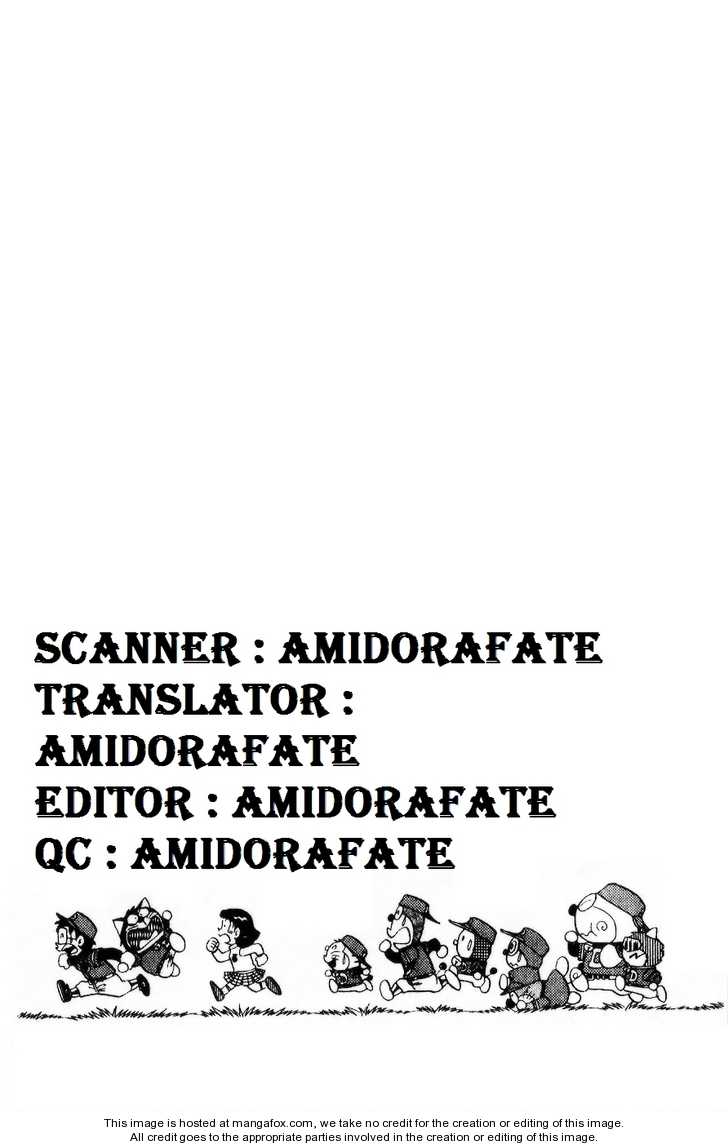 SCANNER : AMIDORAFATE
TRANSLATOR :
AMIDORAFATE
EDITOR : AMIDORAFATE
QC : AMIDORAFATE
This image is hosted at mangafox.com, we take no credit for the creation or editing of this image.
All credit goes to the appropriate parties involved in the creation or editing of this image.